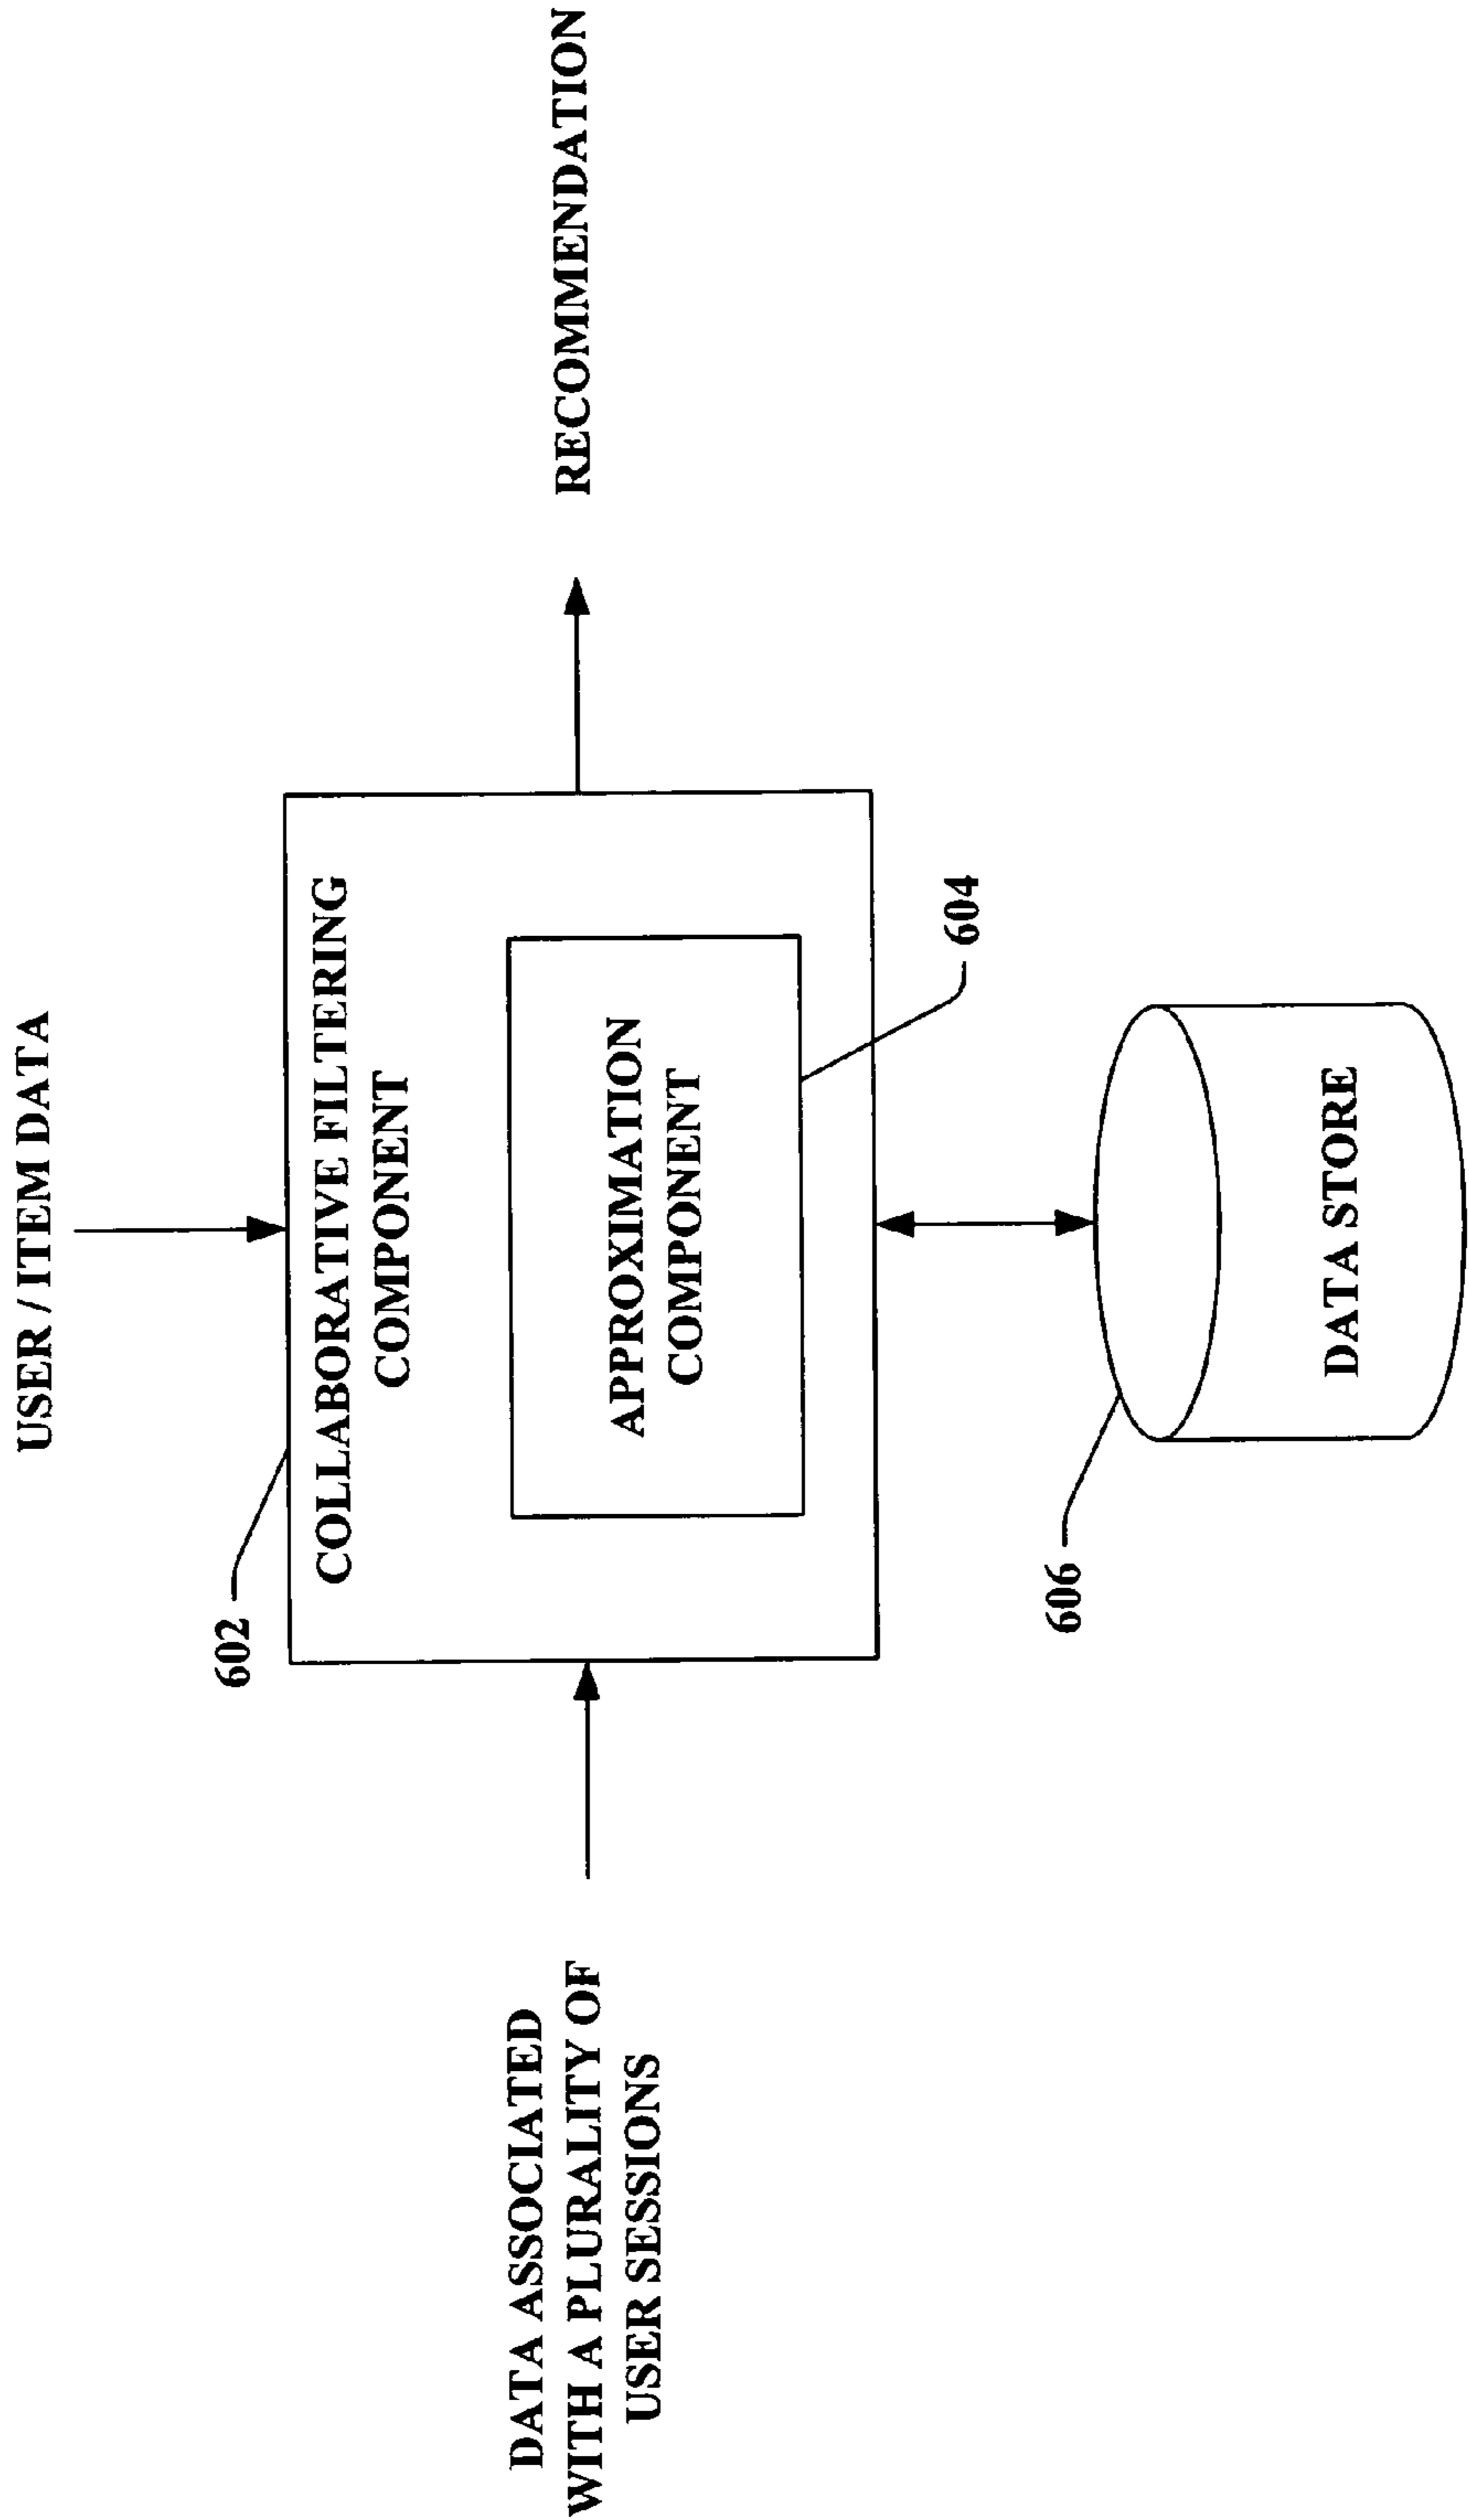 USER / ITEM DATA
602
COLLABORATIVE FILTERING
COMPONENT
DATA ASSOCIATED
WITH A PLURALITY OF
USER SESSIONS
APPROXIMATION
COMPONENT
RECOMMENDATION
604
606
DATA STORE